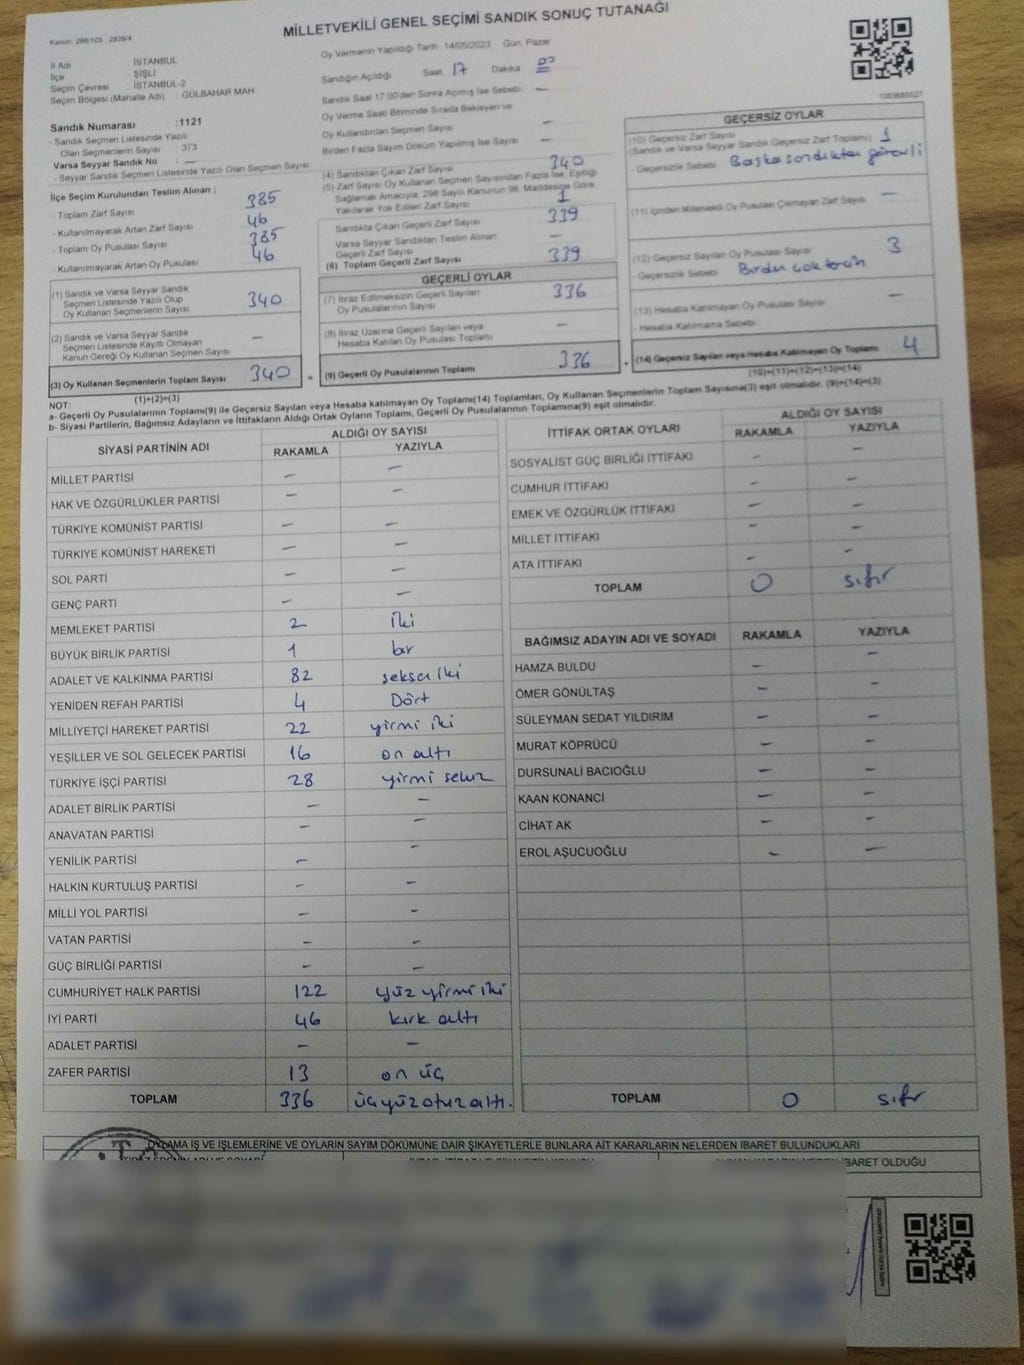 MİLLETVEKİLİ GENEL SEÇİMİ SANDIK SONUÇ TUTANAĞI
Kanun: 298/105 2839/4
İl Adı İSTANBUL
İlçe ŞİŞLİ
Seçim Çevresi İSTANBUL-2
Seçim Bölgesi (Mahalle Adı) : GÜLBAHAR MAH
Sandık Numarası :1121
- Sandık Seçmen Listesinde Yazılı
Olan Seçmenlerin Sayısı 373
Varsa Seyyar Sandık No : —
- Seyyar Sandık Seçmen Listesinde Yazılı Olan Seçmen Sayısı
İlçe Seçim Kurulundan Teslim Alınan ;
- Toplam Zarf Sayısı 385
- Kullanılmayarak Artan Zarf Sayısı 46
- Toplam Oy Pusulası Sayısı 385
- Kullanılmayarak Artan Oy Pusulası 46
(1) Sandık ve Varsa Seyyar Sandık
Seçmen Listesinde Yazılı Olup
Oy Kullanan Seçmenlerin Sayısı 340
(2) Sandık ve Varsa Seyyar Sandık
Seçmen Listesinde Kayıtlı Olmayan
Kanun Gereği Oy Kullanan Seçmen Sayısı —
(3) Oy Kullanan Seçmenlerin Toplam Sayısı 340
(1)+(2)=(3)
Oy Vermenin Yapıldığı Tarih 14/05/2023 Gün Pazar
Sandığın Açıldığı Saat 17 Dakika 00
Sandık Saat 17:00'den Sonra Açılmış İse Sebebi —
Oy Verme Saati Bitiminde Sırada Bekleyen ve
Oy Kullandırılan Seçmen Sayısı —
Birden Fazla Sayım Döküm Yapılmış İse Sayısı —
(4) Sandıktan Çıkan Zarf Sayısı 340
(5) Zarf Sayısı Oy Kullanan Seçmen Sayısından Fazla İse, Eşitliği
Sağlamak Amacıyla, 298 Sayılı Kanunun 98. Maddesine Göre
Yakılarak Yok Edilen Zarf Sayısı 1
Sandıkta Çıkan Geçerli Zarf Sayısı 339
Varsa Seyyar Sandıktan Teslim Alınan
Geçerli Zarf Sayısı —
(6) Toplam Geçerli Zarf Sayısı 339
GEÇERLİ OYLAR
(7) İtiraz Edilmeksizin Geçerli Sayılan
Oy Pusulalarının Sayısı 336
(8) İtiraz Üzerine Geçerli Sayılan veya
Hesaba Katılan Oy Pusulası Toplamı —
= (9) Geçerli Oy Pusulalarının Toplamı 336 +
1083685527
GEÇERSİZ OYLAR
(10) Geçersiz Zarf Sayısı 1
(Sandık ve Varsa Seyyar Sandık Geçersiz Zarf Toplamı)
- Geçersizlik Sebebi Başka sandıktan görevli
(11) İçinden Milletvekili Oy Pusulası Çıkmayan Zarf Sayısı —
(12) Geçersiz Sayılan Oy Pusulası Sayısı 3
- Geçersizlik Sebebi Birden çok tercih
(13) Hesaba Katılmayan Oy Pusulası Sayısı —
- Hesaba Katılmama Sebebi
(14) Geçersiz Sayılan veya Hesaba Katılmayan Oy Toplamı 4
(10)+(11)+(12)+(13)=(14)
NOT:
a- Geçerli Oy Pusulalarının Toplamı(9) ile Geçersiz Sayılan veya Hesaba katılmayan Oy Toplamı(14) Toplamları, Oy Kullanan Seçmenlerin Toplam Sayısına(3) eşit olmalıdır. (9)+(14)=(3)
b- Siyasi Partilerin, Bağımsız Adayların ve İttifakların Aldığı Ortak Oyların Toplamı, Geçerli Oy Pusulalarının Toplamına(9) eşit olmalıdır.
SİYASİ PARTİNİN ADI ALDIĞI OY SAYISI
RAKAMLA YAZIYLA
MİLLET PARTİSİ — —
HAK VE ÖZGÜRLÜKLER PARTİSİ — —
TÜRKİYE KOMÜNİST PARTİSİ — —
TÜRKİYE KOMÜNİST HAREKETİ — —
SOL PARTİ — —
GENÇ PARTİ — —
MEMLEKET PARTİSİ 2 iki
BÜYÜK BİRLİK PARTİSİ 1 bir
ADALET VE KALKINMA PARTİSİ 82 seksen iki
YENİDEN REFAH PARTİSİ 4 Dört
MİLLİYETÇİ HAREKET PARTİSİ 22 yirmi iki
YEŞİLLER VE SOL GELECEK PARTİSİ 16 on altı
TÜRKİYE İŞÇİ PARTİSİ 28 yirmi sekiz
ADALET BİRLİK PARTİSİ — —
ANAVATAN PARTİSİ — —
YENİLİK PARTİSİ — —
HALKIN KURTULUŞ PARTİSİ — —
MİLLİ YOL PARTİSİ — —
VATAN PARTİSİ — —
GÜÇ BİRLİĞİ PARTİSİ — —
CUMHURİYET HALK PARTİSİ 122 yüz yirmi iki
İYİ PARTİ 46 kırk altı
ADALET PARTİSİ — —
ZAFER PARTİSİ 13 on üç
TOPLAM 336 üçyüzotuzaltı.
İTTİFAK ORTAK OYLARI ALDIĞI OY SAYISI
RAKAMLA YAZIYLA
SOSYALİST GÜÇ BİRLİĞİ İTTİFAKI — —
CUMHUR İTTİFAKI — —
EMEK VE ÖZGÜRLÜK İTTİFAKI — —
MİLLET İTTİFAKI — —
ATA İTTİFAKI — —
TOPLAM 0 sıfır
BAĞIMSIZ ADAYIN ADI VE SOYADI RAKAMLA YAZIYLA
HAMZA BULDU — —
ÖMER GÖNÜLTAŞ — —
SÜLEYMAN SEDAT YILDIRIM — —
MURAT KÖPRÜCÜ — —
DURSUNALİ BACIOĞLU — —
KAAN KONANCİ — —
CİHAT AK — —
EROL AŞUCUOĞLU — —
TOPLAM 0 sıfır
OYLAMA İŞ VE İŞLEMLERİNE VE OYLARIN SAYIM DÖKÜMÜNE DAİR ŞİKAYETLERLE BUNLARA AİT KARARLARIN NELERDEN İBARET BULUNDUKLARI
İBARET OLDUĞU